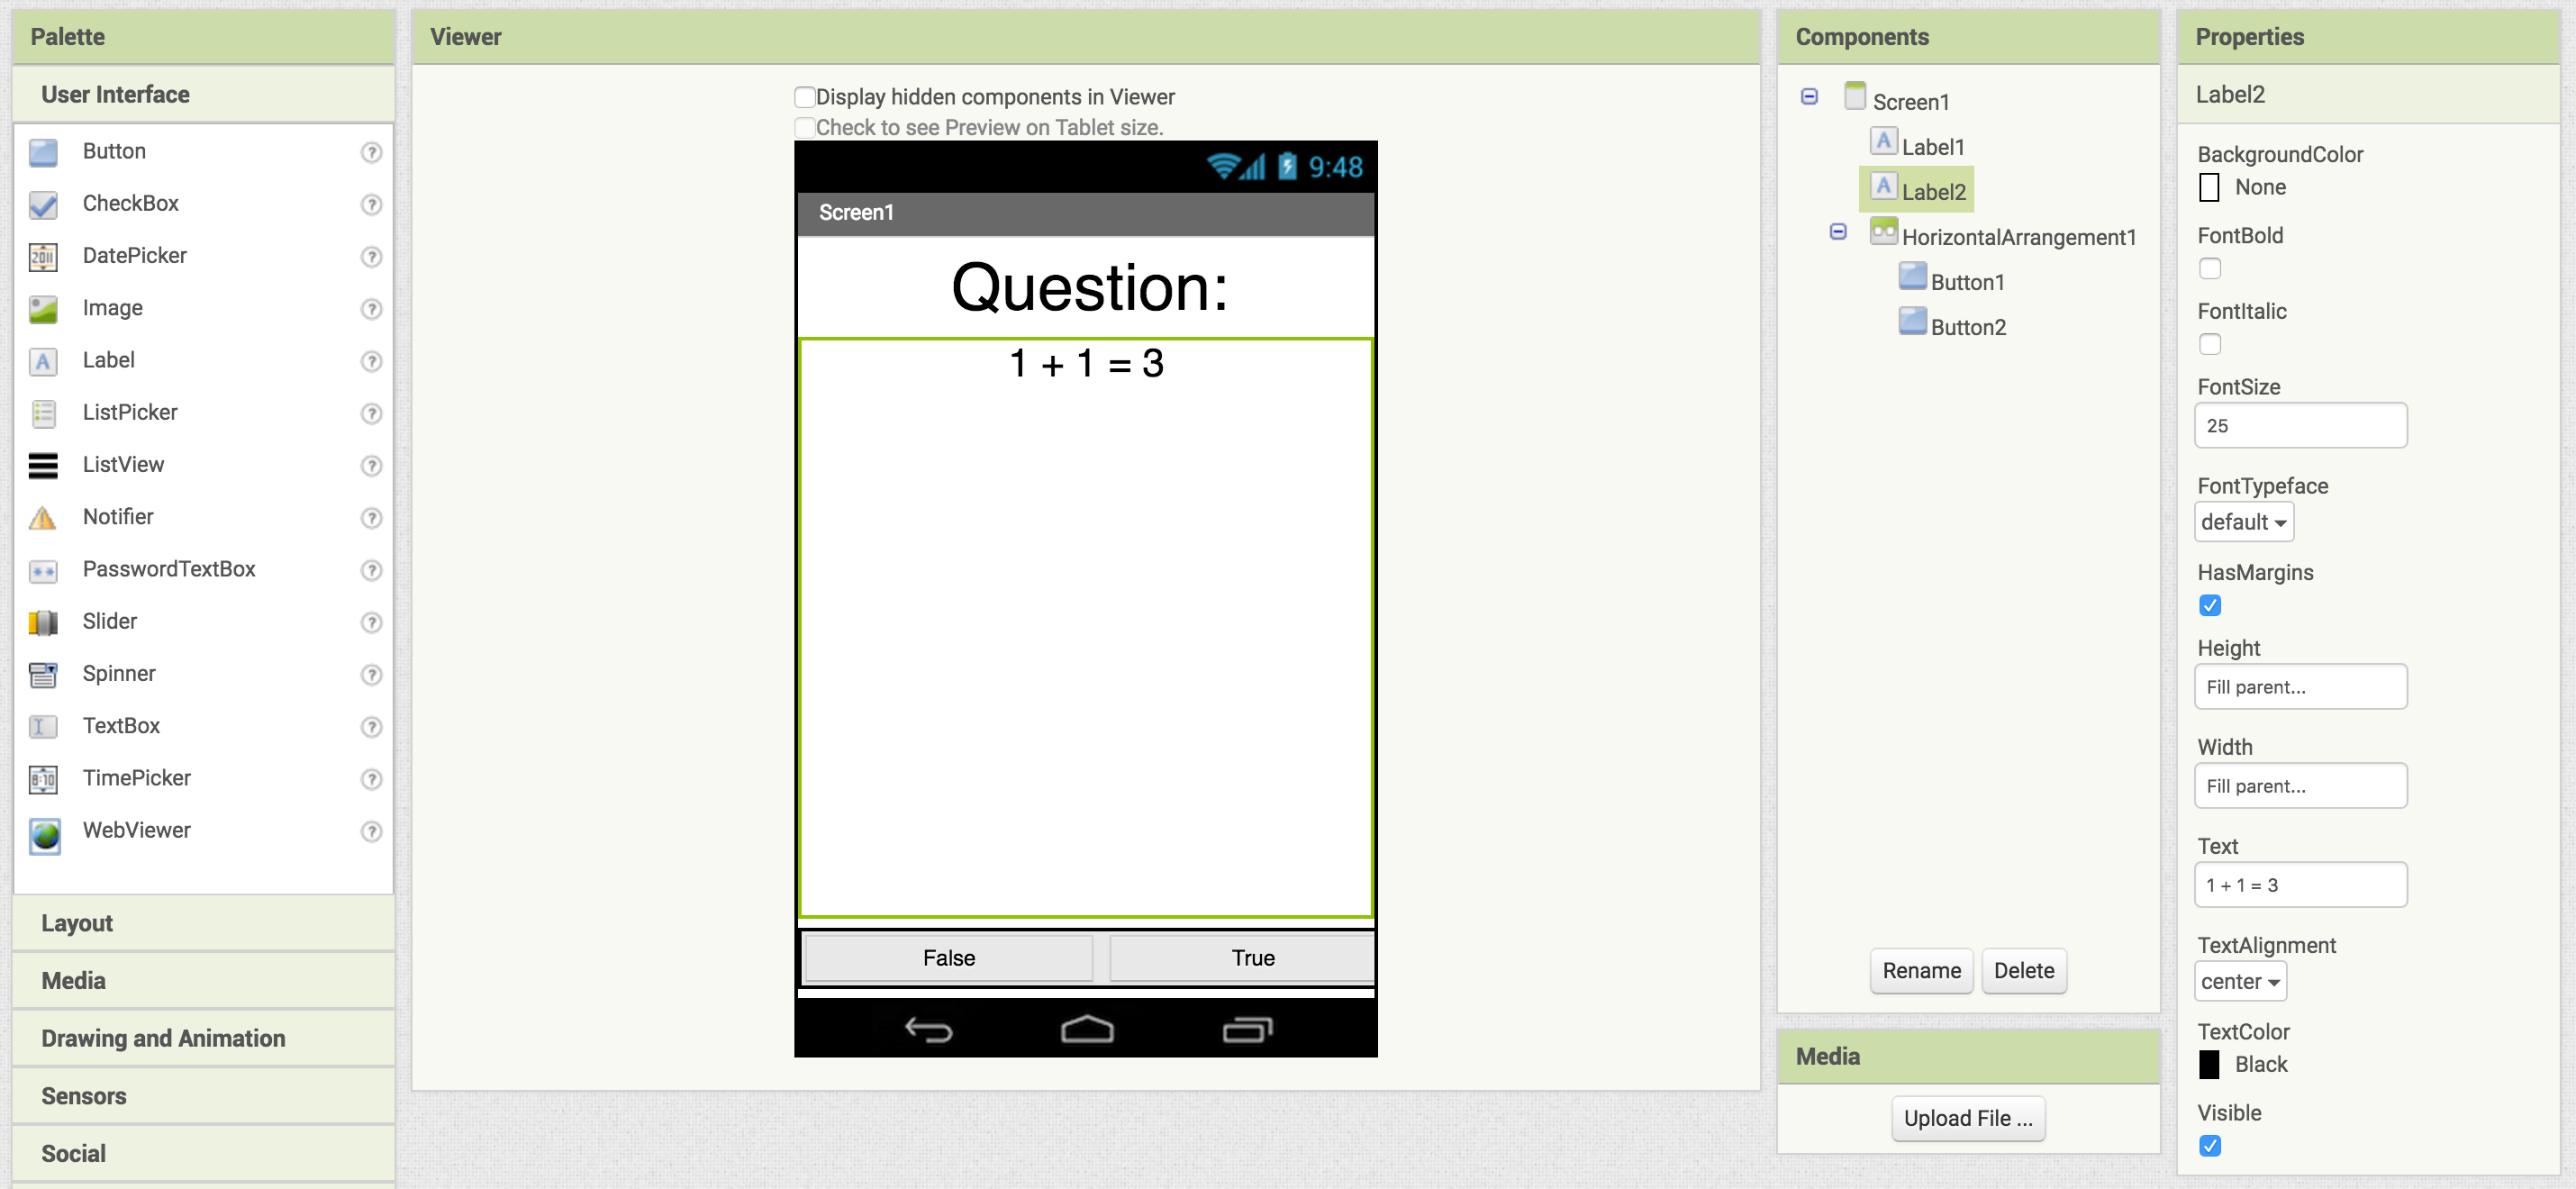 Palette
User Interface
Button ?
CheckBox ?
2011 DatePicker ?
Image ?
A Label ?
ListPicker ?
ListView ?
Notifier ?
** PasswordTextBox ?
Slider ?
Spinner ?
TextBox ?
8:10 TimePicker ?
WebViewer ?
Layout
Media
Drawing and Animation
Sensors
Social
Viewer
Display hidden components in Viewer
Check to see Preview on Tablet size.
9:48
Screen1
Question:
1 + 1 = 3
False True
Components
Screen1
A Label1
A Label2
HorizontalArrangement1
Button1
Button2
Rename Delete
Media
Upload File ...
Properties
Label2
BackgroundColor
None
FontBold
FontItalic
FontSize
25
FontTypeface
default
HasMargins
Height
Fill parent...
Width
Fill parent...
Text
1 + 1 = 3
TextAlignment
center
TextColor
Black
Visible